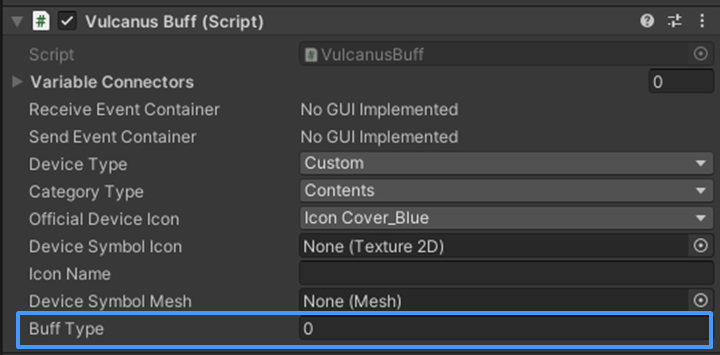 Vulcanus Buff (Script)
Script VulcanusBuff
Variable Connectors 0
Receive Event Container No GUI Implemented
Send Event Container No GUI Implemented
Device Type Custom
Category Type Contents
Official Device Icon Icon Cover_Blue
Device Symbol Icon None (Texture 2D)
Icon Name
Device Symbol Mesh None (Mesh)
Buff Type 0